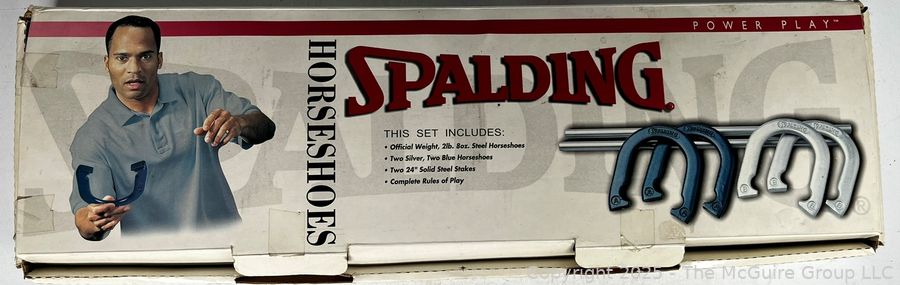 POWER PLAY™
SPALDING
HORSESHOES
SPALDING®
THIS SET INCLUDES:
• Official Weight, 2lb. 8oz. Steel Horseshoes
• Two Silver, Two Blue Horseshoes
• Two 24" Solid Steel Stakes
• Complete Rules of Play
Copyright 2025 - The McGuire Group LLC